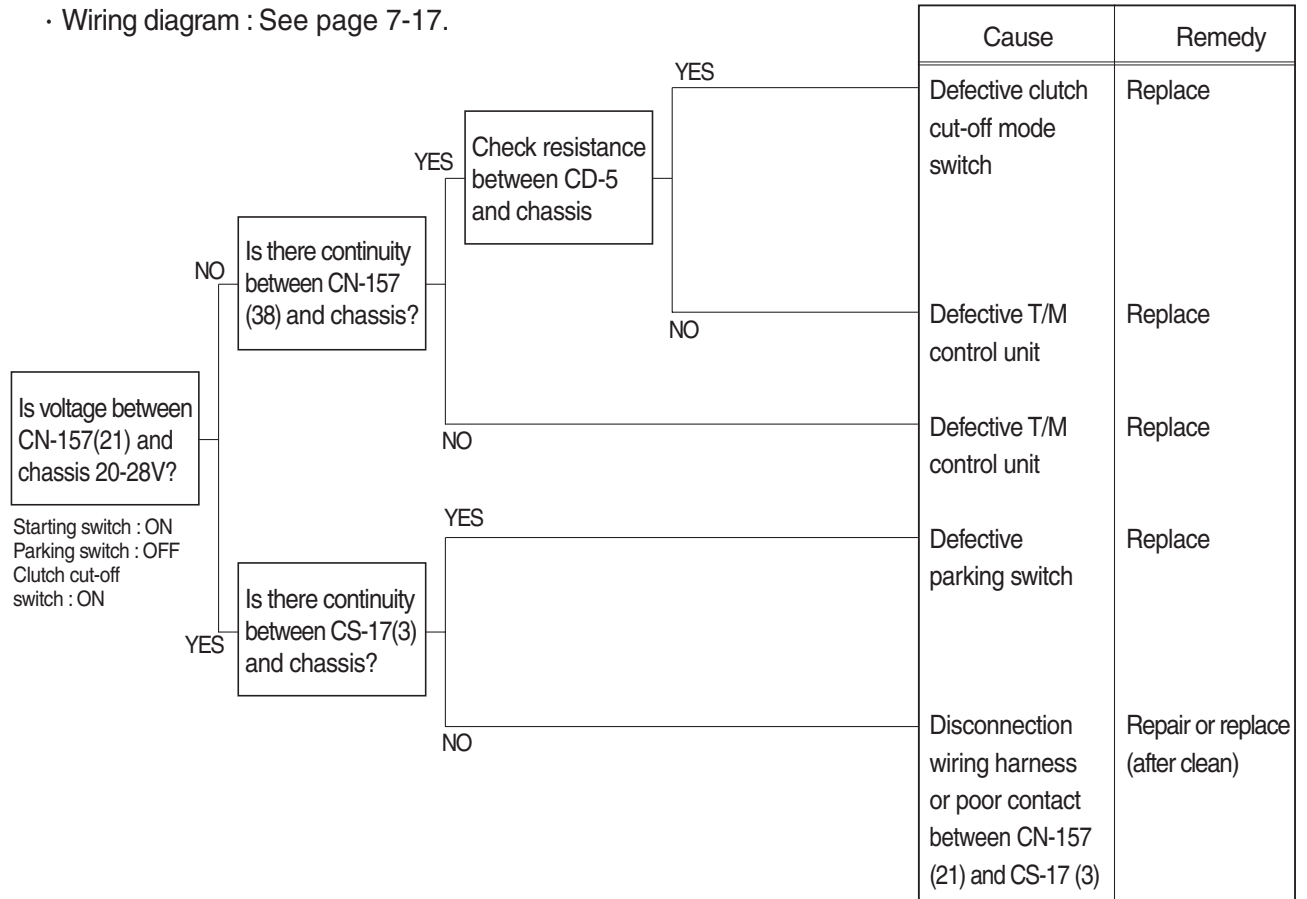 · Wiring diagram : See page 7-17.
Cause
Remedy
YES
Defective clutch
cut-off mode
switch
Replace
YES
Check resistance
between CD-5
and chassis
NO
Is there continuity
between CN-157
(38) and chassis?
NO
Defective T/M
control unit
Replace
Is voltage between
CN-157(21) and
chassis 20-28V?
NO
Defective T/M
control unit
Replace
Starting switch : ON
Parking switch : OFF
Clutch cut-off
switch : ON
YES
Defective
parking switch
Replace
YES
Is there continuity
between CS-17(3)
and chassis?
NO
Disconnection
wiring harness
or poor contact
between CN-157
(21) and CS-17 (3)
Repair or replace
(after clean)